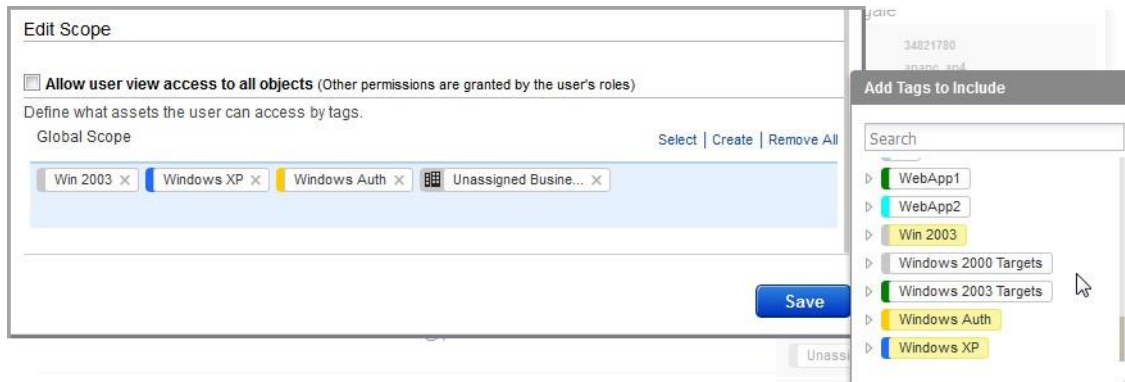 Edit Scope
Allow user view access to all objects (Other permissions are granted by the user's roles)
Define what assets the user can access by tags.
Global Scope
Select | Create | Remove All
Win 2003 × Windows XP × Windows Auth × Unassigned Busine... ×
Save
34821780
Add Tags to Include
Search
WebApp1
WebApp2
Win 2003
Windows 2000 Targets
Windows 2003 Targets
Windows Auth
Windows XP
Unassi